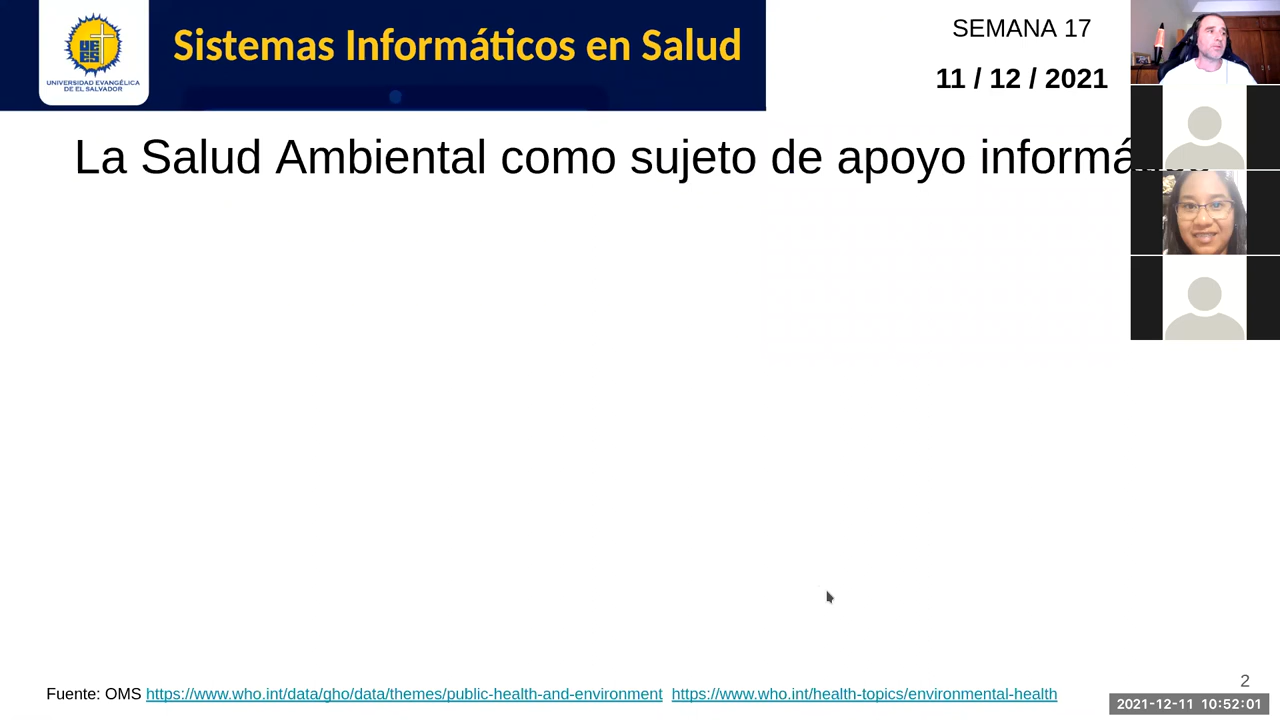 Sistemas Informáticos en Salud
UNIVERSIDAD EVANGÉLICA
DE EL SALVADOR
SEMANA 17
11 / 12 / 2021
La Salud Ambiental como sujeto de apoyo
Fuente: OMS https://www.who.int/data/gho/data/themes/public-health-and-environment https://www.who.int/health-topics/environmental-health
2
2021-12-11 10:52:01